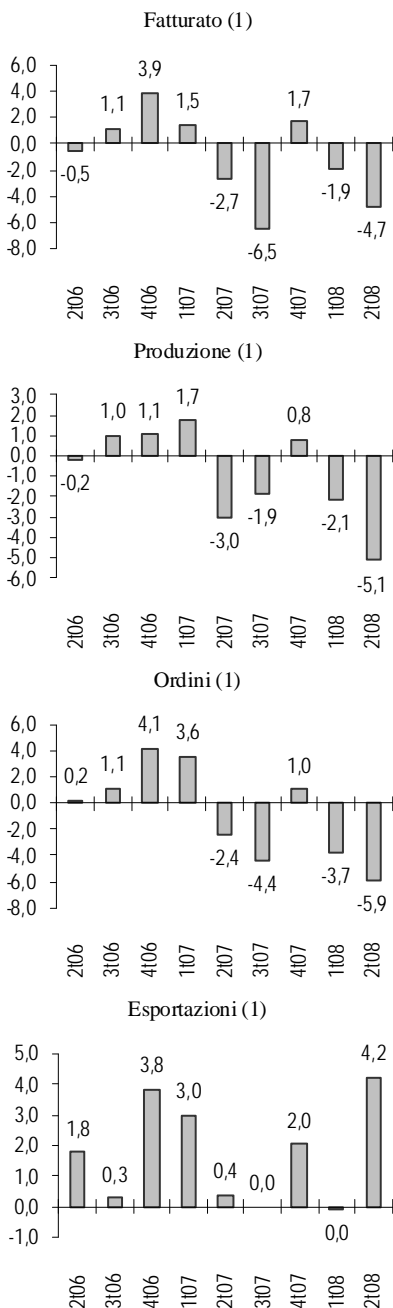 Fatturato (1)
6,0
4,0
2,0
0,0
-2,0
-4,0
-6,0
-8,0
-0,5
1,1
3,9
1,5
-2,7
-6,5
1,7
-1,9
-4,7
2t06
3t06
4t06
1t07
2t07
3t07
4t07
1t08
2t08
Produzione (1)
3,0
2,0
1,0
0,0
-1,0
-2,0
-3,0
-4,0
-5,0
-6,0
-0,2
1,0
1,1
1,7
-3,0
-1,9
0,8
-2,1
-5,1
2t06
3t06
4t06
1t07
2t07
3t07
4t07
1t08
2t08
Ordini (1)
6,0
4,0
2,0
0,0
-2,0
-4,0
-6,0
-8,0
0,2
1,1
4,1
3,6
-2,4
-4,4
1,0
-3,7
-5,9
2t06
3t06
4t06
1t07
2t07
3t07
4t07
1t08
2t08
Esportazioni (1)
5,0
4,0
3,0
2,0
1,0
0,0
-1,0
1,8
0,3
3,8
3,0
0,4
0,0
2,0
0,0
4,2
2t06
3t06
4t06
1t07
2t07
3t07
4t07
1t08
2t08